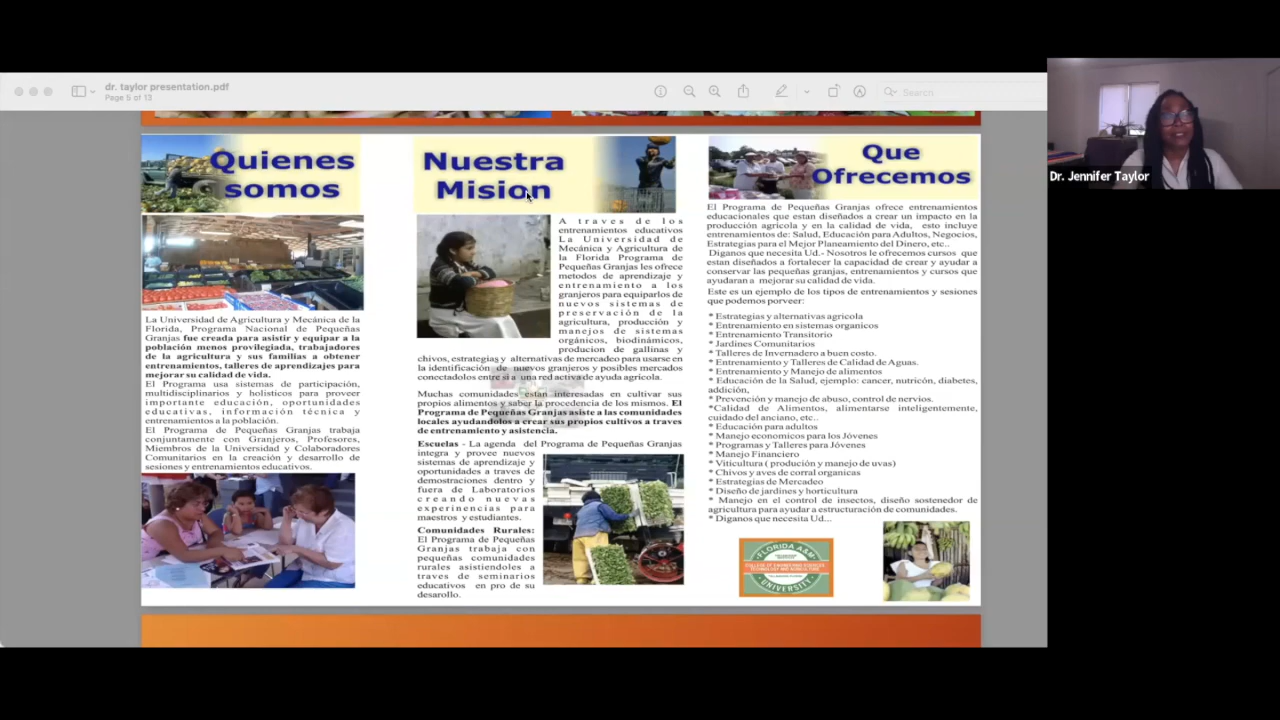 dr. taylor presentation.pdf
Page 5 of 13
Search
Dr. Jennifer Taylor
Quienes
somos
La Universidad de Agricultura y Mecánica de la
Florida, Programa Nacional de Pequeñas
Granjas fue creada para asistir y equipar a la
población menos provilegiada, trabajadores
de la agricultura y sus familias a obtener
entrenamientos, talleres de aprendizajes para
mejorar su calidad de vida.
El Programa usa sistemas de participación,
multidisciplinarios y holísticos para proveer
importante educación, oportunidades
educativas, información técnica y
entrenamientos a la población.
El Programa de Pequeñas Granjas trabaja
conjuntamente con Granjeros, Profesores,
Miembros de la Universidad y Colaboradores
Comunitarios en la creación y desarrollo de
sesiones y entrenamientos educativos.
Nuestra
Mision
A traves de los
entrenamientos educativos
La Universidad de
Mecánica y Agricultura de
la Florida Programa de
Pequeñas Granjas les ofrece
metodos de aprendizaje y
entrenamiento a los
granjeros para equiparlos de
nuevos sistemas de
preservación de la
agricultura, producción y
manejos de sistemas
orgánicos, biodinámicos,
producion de gallinas y
chivos, estrategias y alternativas de mercadeo para usarse en
la identificación de nuevos granjeros y posibles mercados
conectadolos entre si a una red activa de ayuda agricola.
Muchas comunidades estan interesadas en cultivar sus
propios alimentos y saber la procedencia de los mismos. El
Programa de Pequeñas Granjas asiste a las comunidades
locales ayudandolos a crear sus propios cultivos a traves
de entrenamiento y asistencia.
Escuelas - La agenda del Programa de Pequeñas Granjas
integra y provee nuevos
sistemas de aprendizaje y
oportunidades a traves de
demostraciones dentro y
fuera de Laboratorios
creando nuevas
experinencias para
maestros y estudiantes.
Comunidades Rurales:
El Programa de Pequeñas
Granjas trabaja con
pequeñas comunidades
rurales asistiendoles a
traves de seminarios
educativos en pro de su
desarollo.
Que
Ofrecemos
El Programa de Pequeñas Granjas ofrece entrenamientos
educacionales que estan diseñados a crear un impacto en la
producción agricola y en la calidad de vida, esto incluye
entrenamientos de: Salud, Educación para Adultos, Negocios,
Estrategias para el Mejor Planeamiento del Dinero, etc..
Diganos que necesita Ud.- Nosotros le ofrecemos cursos que
estan diseñados a fortalecer la capacidad de crear y ayudar a
conservar las pequeñas granjas, entrenamientos y cursos que
ayudaran a mejorar su calidad de vida.
Este es un ejemplo de los tipos de entrenamientos y sesiones
que podemos porveer:
* Estrategias y alternativas agricola
* Entrenamiento en sistemas organicos
* Entrenamiento Transitorio
* Jardines Comunitarios
* Talleres de Invernadero a buen costo.
* Entrenamiento y Talleres de Calidad de Aguas.
* Entrenamiento y Manejo de alimentos
* Educación de la Salud, ejemplo: cancer, nutricón, diabetes,
addición,
* Prevención y manejo de abuso, control de nervios.
*Calidad de Alimentos, alimentarse inteligentemente,
cuidado del anciano, etc..
* Educación para adultos
* Manejo economicos para los Jóvenes
* Programas y Talleres para Jóvenes
* Manejo Financiero
* Viticultura ( produción y manejo de uvas)
* Chivos y aves de corral organicas
* Estrategias de Mercadeo
* Diseño de jardines y horticultura
* Manejo en el control de insectos, diseño sostenedor de
agricultura para ayudar a estructuración de comunidades.
* Diganos que necesita Ud...
FLORIDA A&M
UNIVERSITY